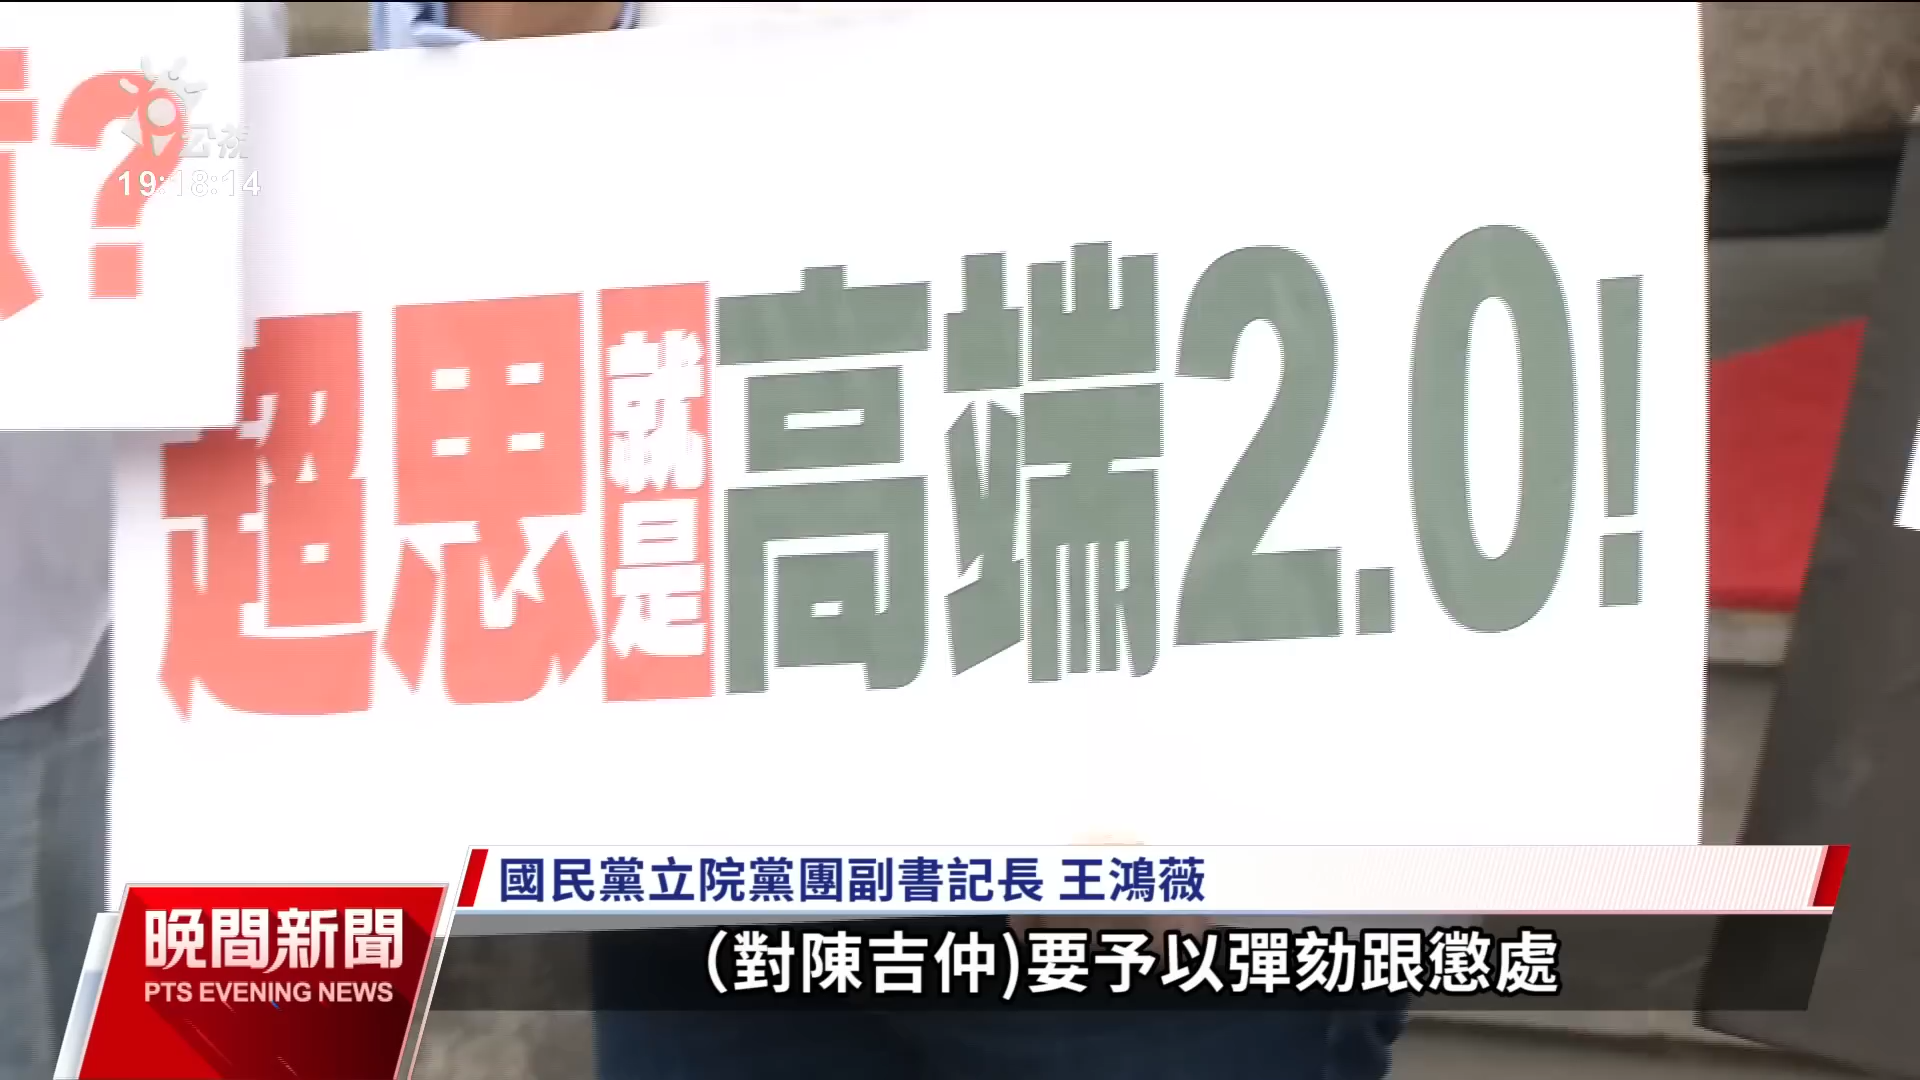 ?
公視
19:18:14
超思就是高端2.0!
國民黨立院黨團副書記長 王鴻薇
(對陳吉仲)要予以彈劾跟懲處
晚間新聞
PTS EVENING NEWS